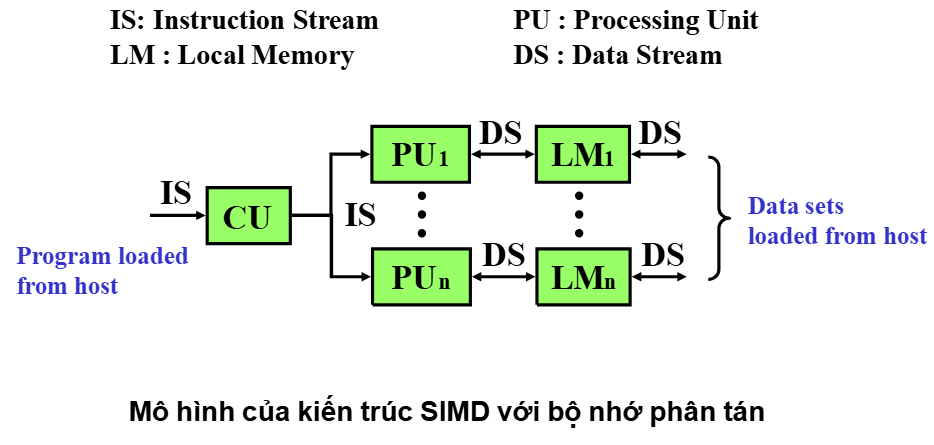 IS: Instruction Stream PU : Processing Unit
LM : Local Memory DS : Data Stream
PU1 DS LM1 DS
IS CU IS
Program loaded
from host
Data sets
loaded from host
PUn DS LMn DS
Mô hình của kiến trúc SIMD với bộ nhớ phân tán